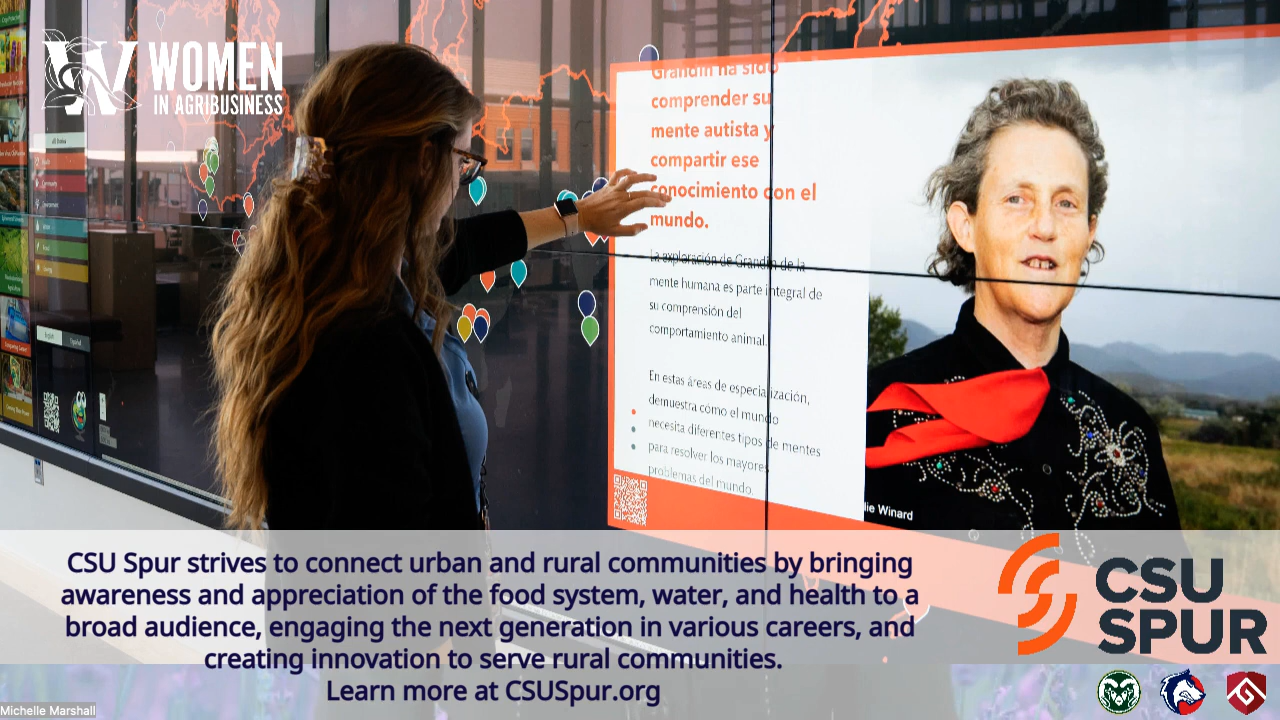 WOMEN
IN AGRIBUSINESS
Grandin ha sido
comprender su
mente autista y
compartir ese
conocimiento con el
mundo.
La exploración de Grandin de la
mente humana es parte integral de
su comprensión del
comportamiento animal.
En estas áreas de especialización,
demuestra cómo el mundo
necesita diferentes tipos de mentes
para resolver los mayores
problemas del mundo.
lie Winard
English Español
CSU Spur strives to connect urban and rural communities by bringing
awareness and appreciation of the food system, water, and health to a
broad audience, engaging the next generation in various careers, and
creating innovation to serve rural communities.
Learn more at CSUSpur.org
CSU
SPUR
Michelle Marshall